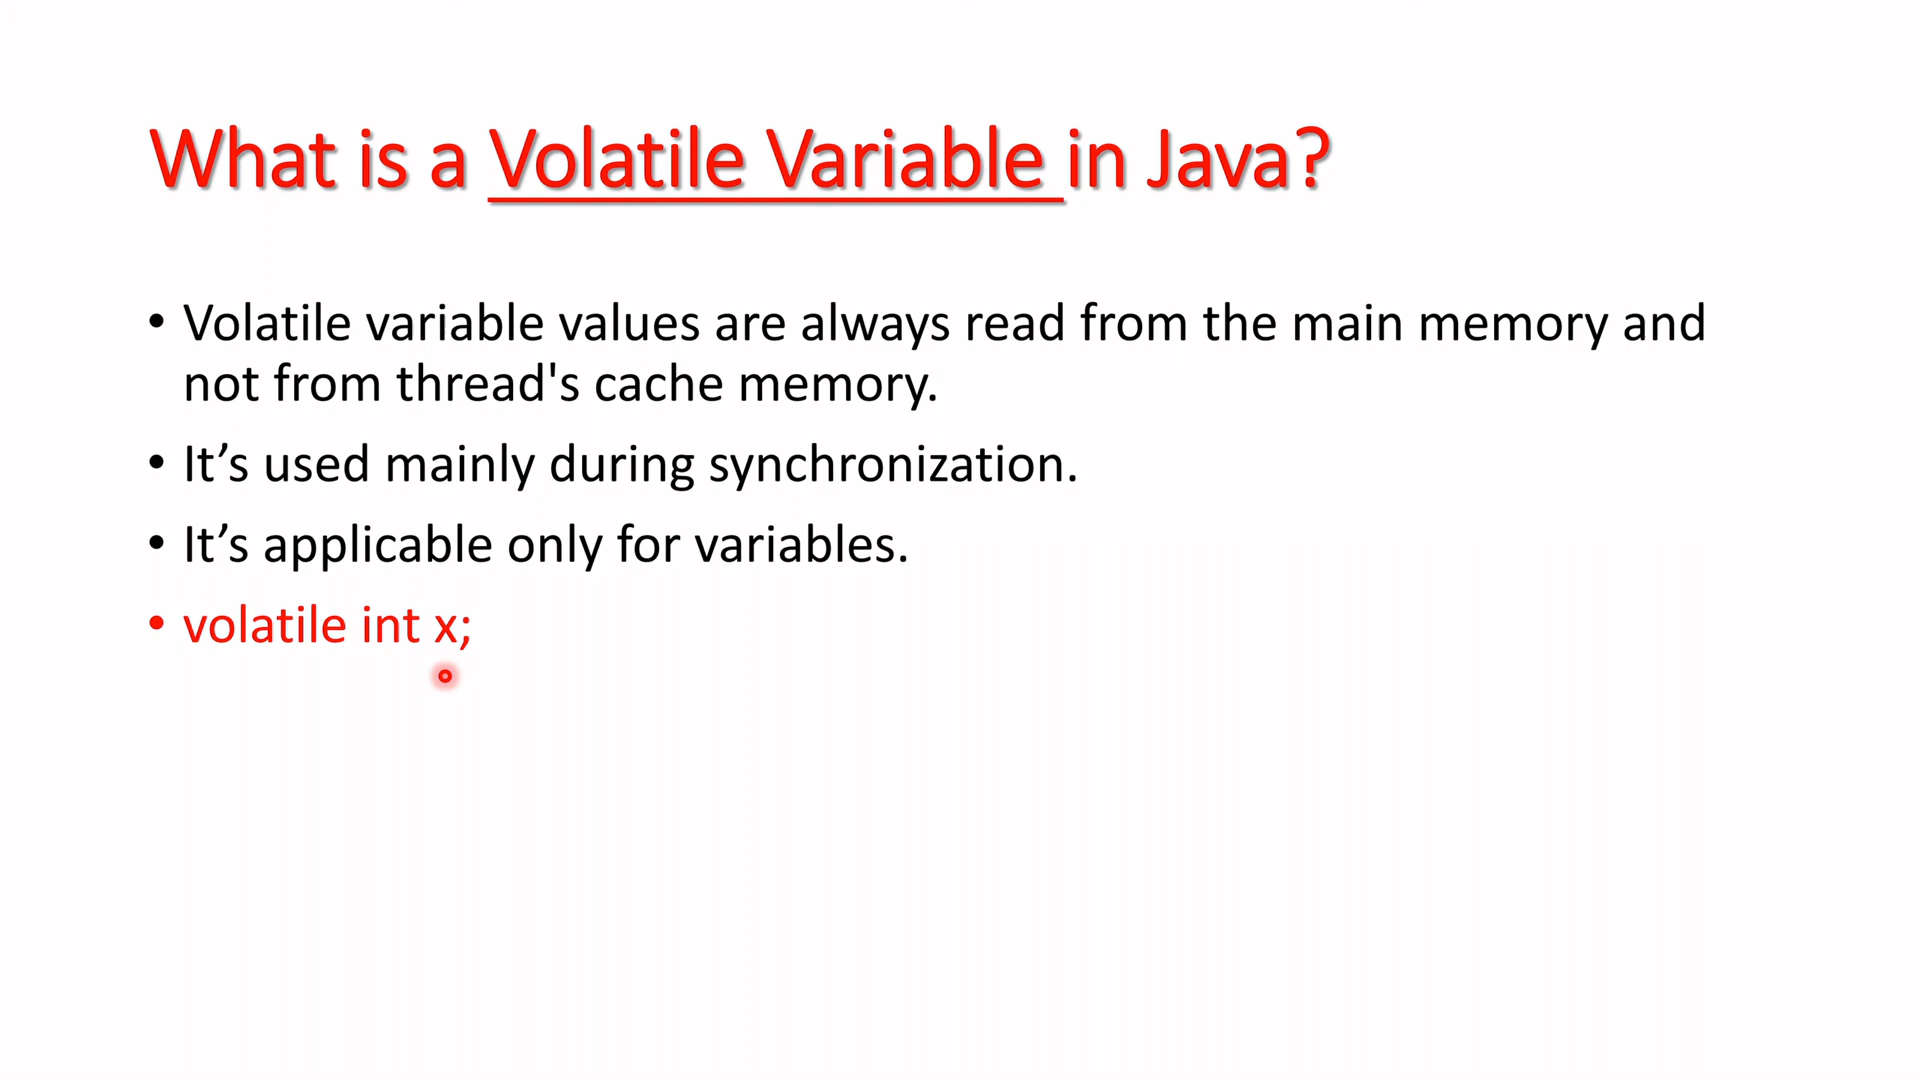 What is a Volatile Variable in Java?
• Volatile variable values are always read from the main memory and
not from thread's cache memory.
• It’s used mainly during synchronization.
• It’s applicable only for variables.
• volatile int x;